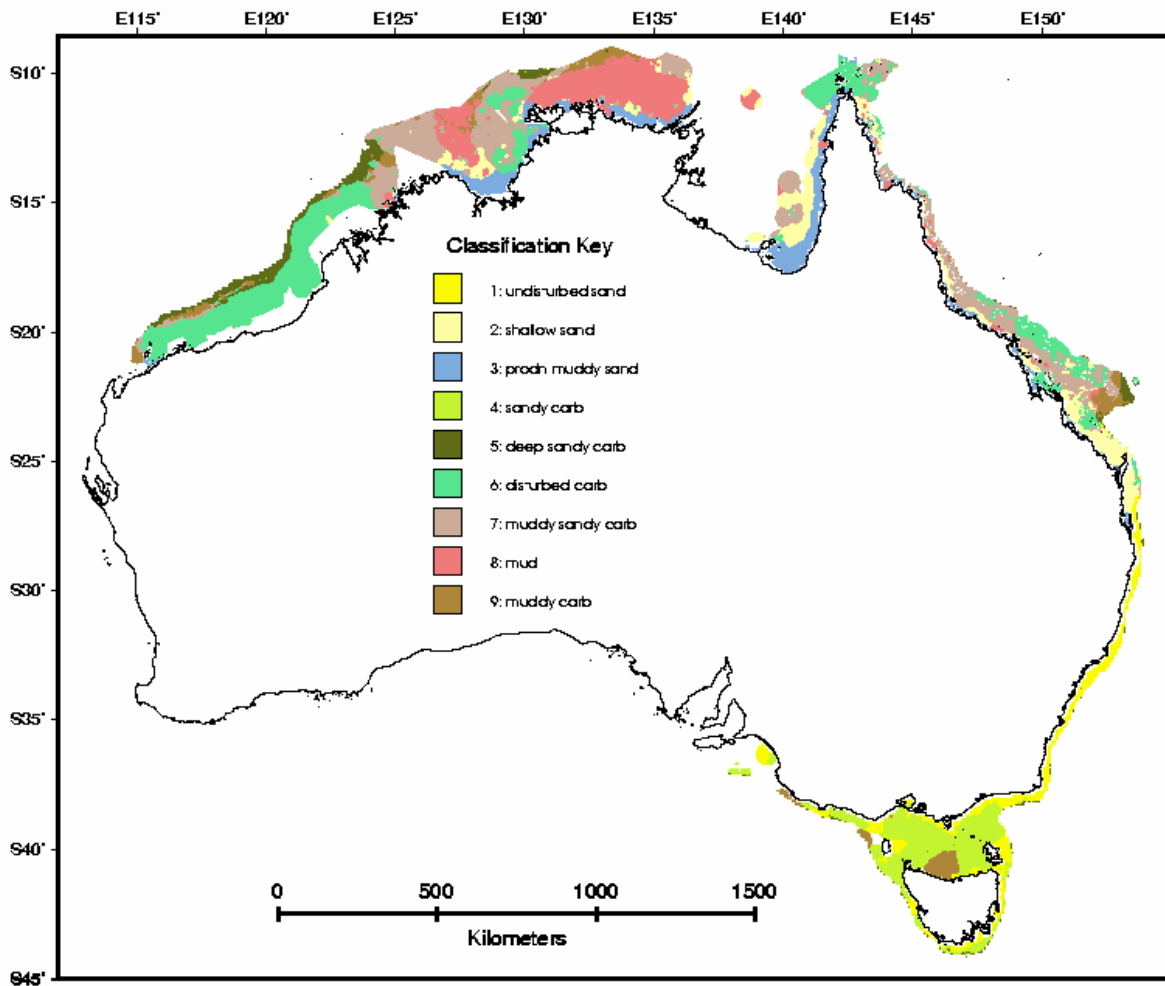 E115° E120° E125° E130° E135° E140° E145° E150°
S10°
S15°
Classification Key
1: undisturbed sand
S20°
2: shallow sand
3: prodn muddy sand
4: sandy carb
S25°
5: deep sandy carb
6: disturbed carb
7: muddy sandy carb
8: mud
S30°
9: muddy carb
S35°
S40°
0 500 1000 1500
Kilometers
S45°